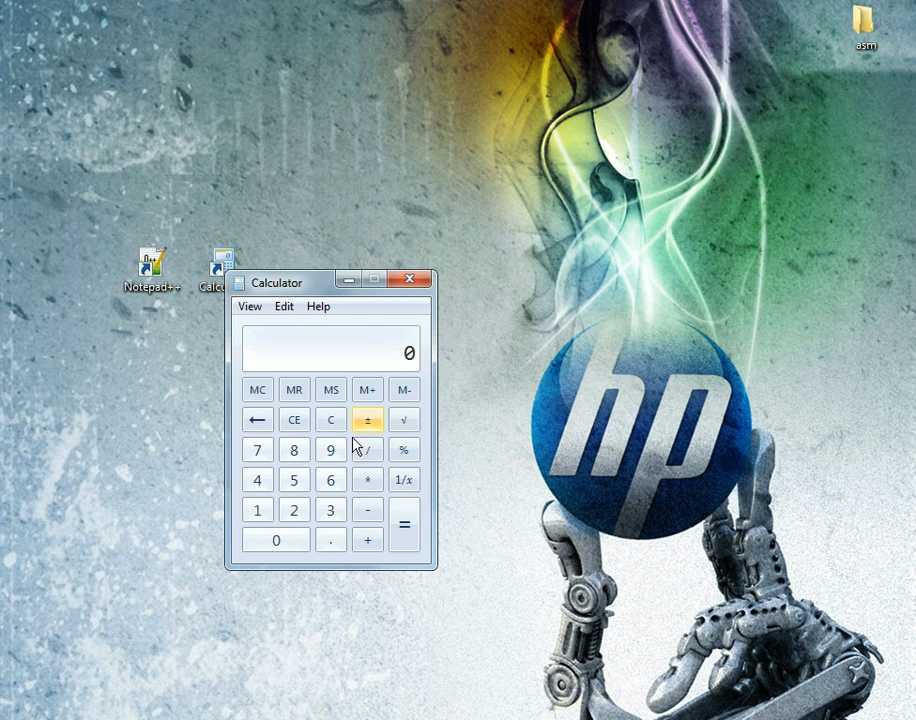 asm
Notepad++
Calculator
View Edit Help
0
MC MR MS M+ M-
← CE C ± √
7 8 9 / %
4 5 6 * 1/x
1 2 3 -
=
0 . +
hp